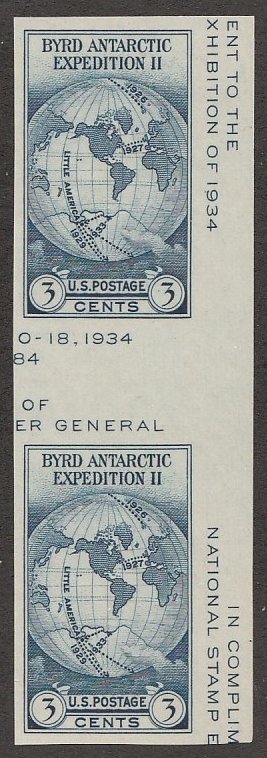 BYRD ANTARCTIC
EXPEDITION II
1926
1927
LITTLE AMERICA
1933
1929
3 U.S. POSTAGE 3
CENTS
ENT TO THE
XHIBITION OF 1934
0-18, 1934
84
OF
ER GENERAL
BYRD ANTARCTIC
EXPEDITION II
1926
1927
LITTLE AMERICA
1933
1929
3 U.S. POSTAGE 3
CENTS
IN COMPLIM
NATIONAL STAMP E